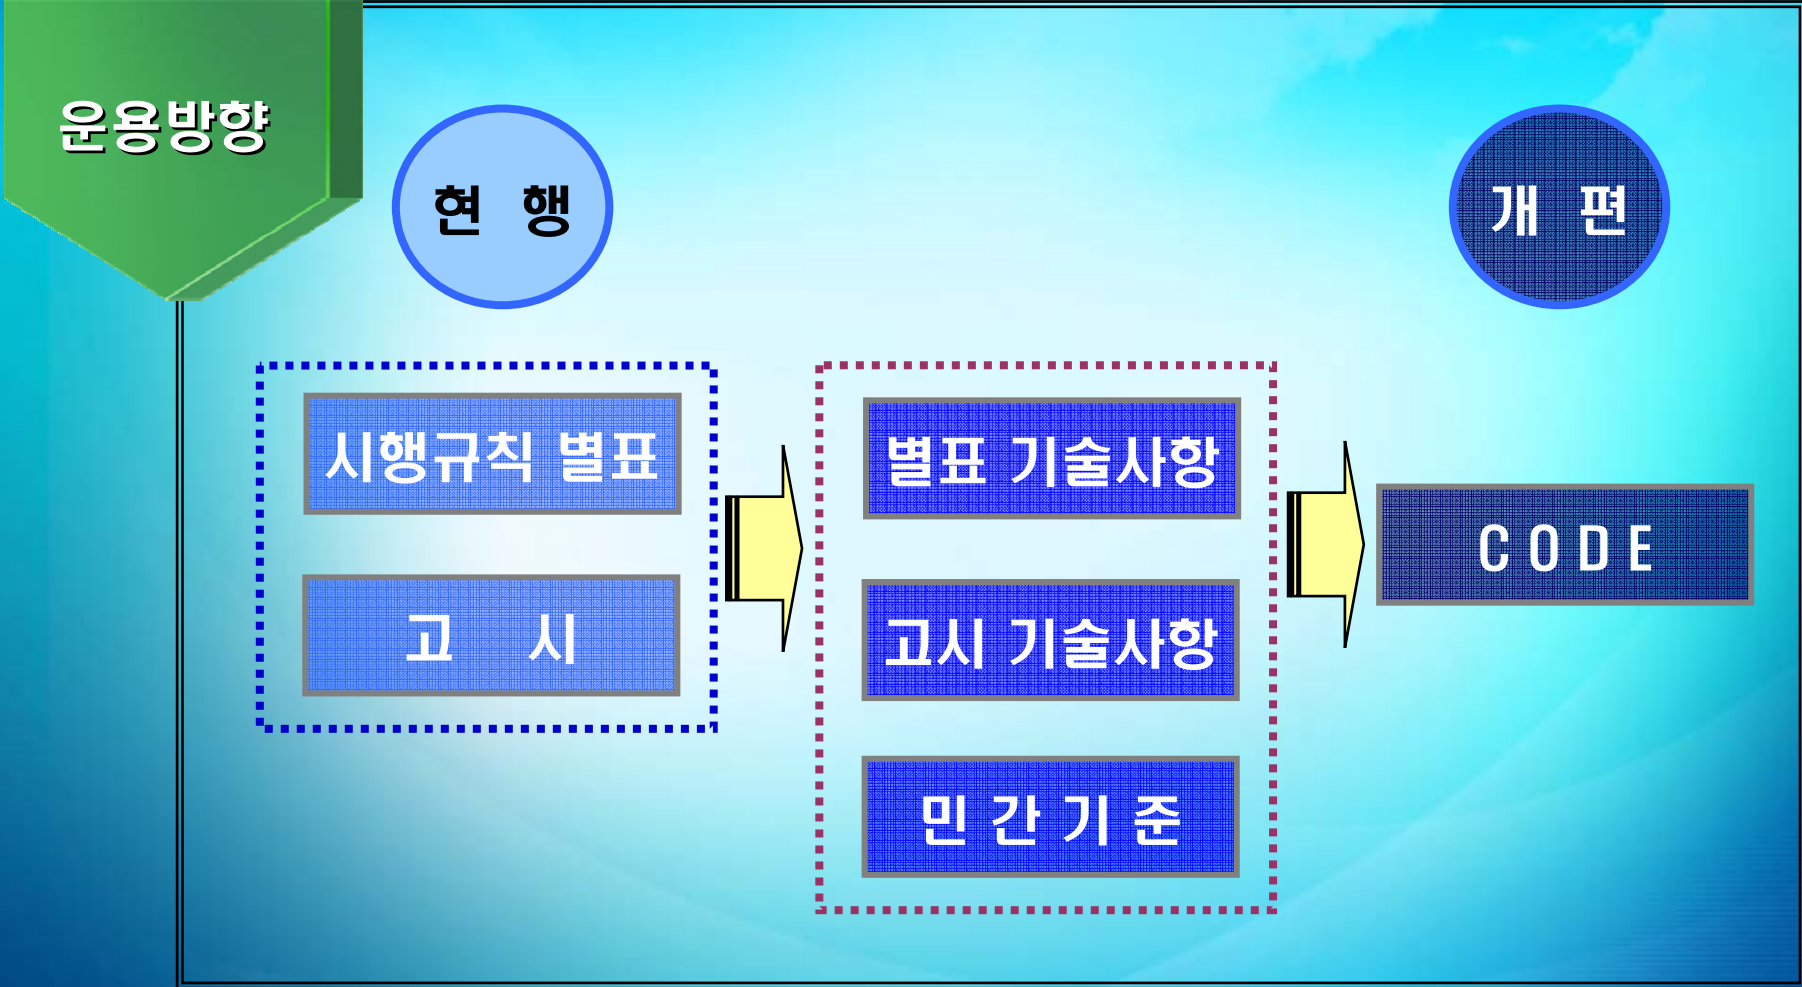 운용방향
현 행
개 편
시행규칙 별표
고 시
별표 기술사항
고시 기술사항
민 간 기 준
C O D E